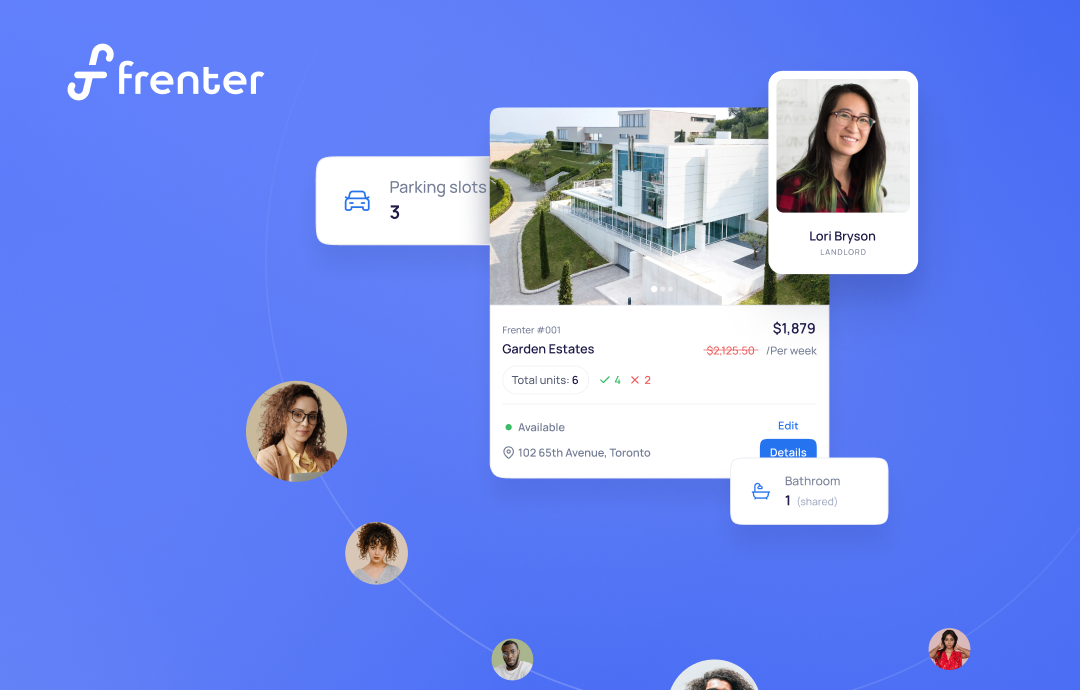 frenter
Parking slots
3
Lori Bryson
LANDLORD
Frenter #001
$1,879
Garden Estates
$2,125.50 /Per week
Total units: 6
4
2
Available
Edit
102 65th Avenue, Toronto
Details
Bathroom
1 (shared)